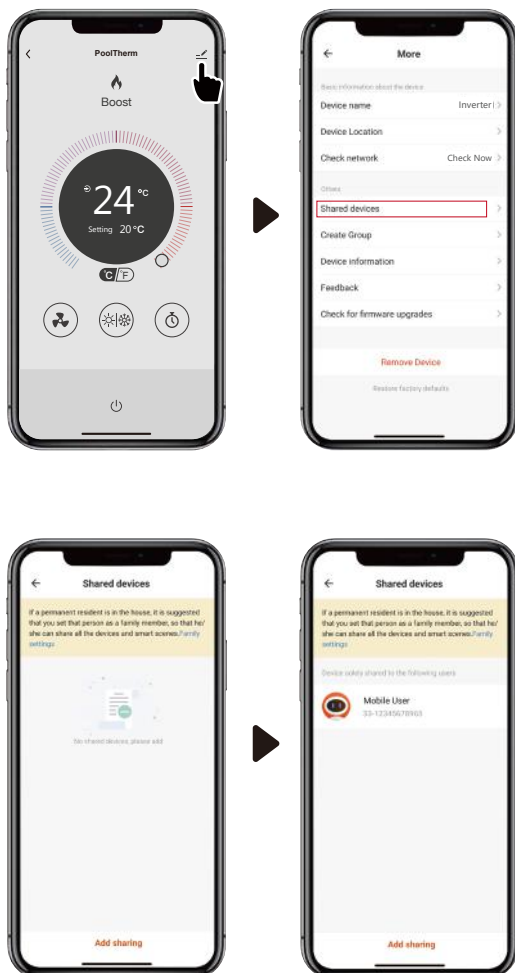 PoolTherm
Boost
24 °C
Setting 20 °C
°C/°F
More
Basic information about the device
Device name Inverter
Device Location
Check network Check Now
Others
Shared devices
Create Group
Device information
Feedback
Check for firmware upgrades
Remove Device
Restore factory defaults
Shared devices
If a permanent resident is in the house, it is suggested
that you set that person as a family member, so that he/
she can share all the devices and smart scenes.Family
settings
No shared devices, please add
Add sharing
Shared devices
If a permanent resident is in the house, it is suggested
that you set that person as a family member, so that he/
she can share all the devices and smart scenes.Family
settings
Device solely shared to the following users
Mobile User
33-12345678903
Add sharing